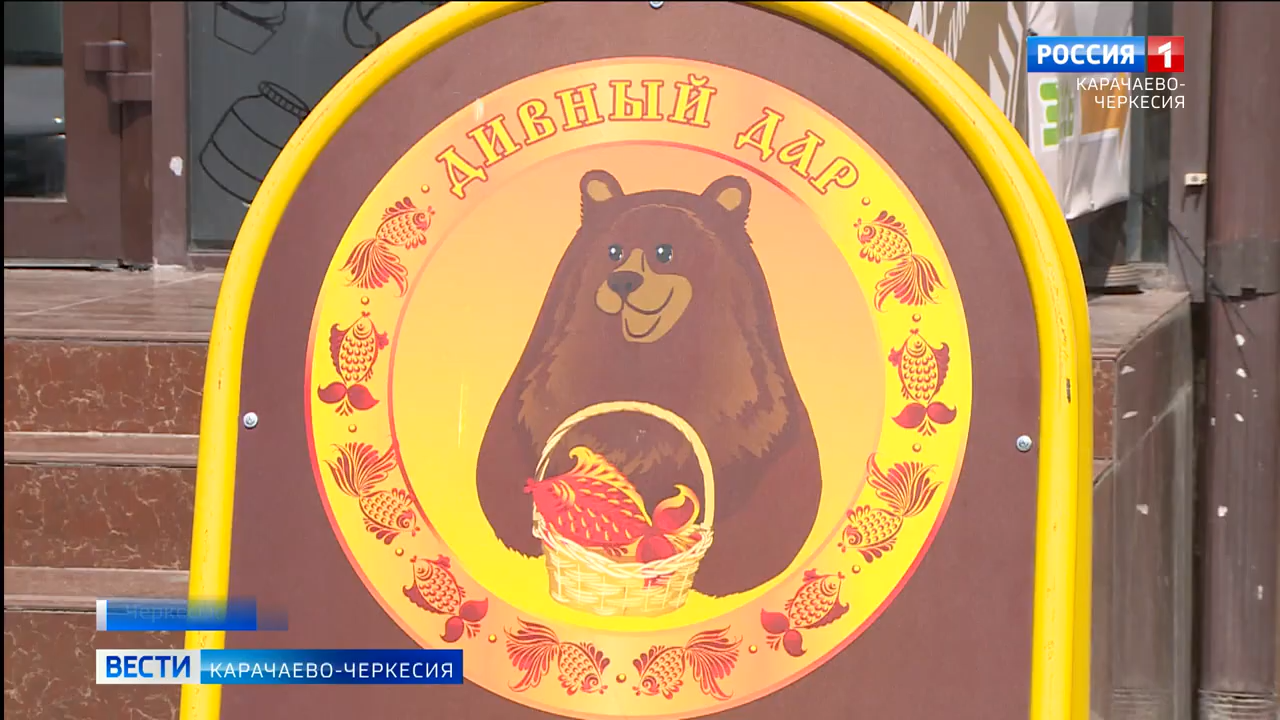 РОССИЯ 1
КАРАЧАЕВО-
ЧЕРКЕСИЯ
ДИВНЫЙ ДАР
ВЕСТИ КАРАЧАЕВО-ЧЕРКЕСИЯ